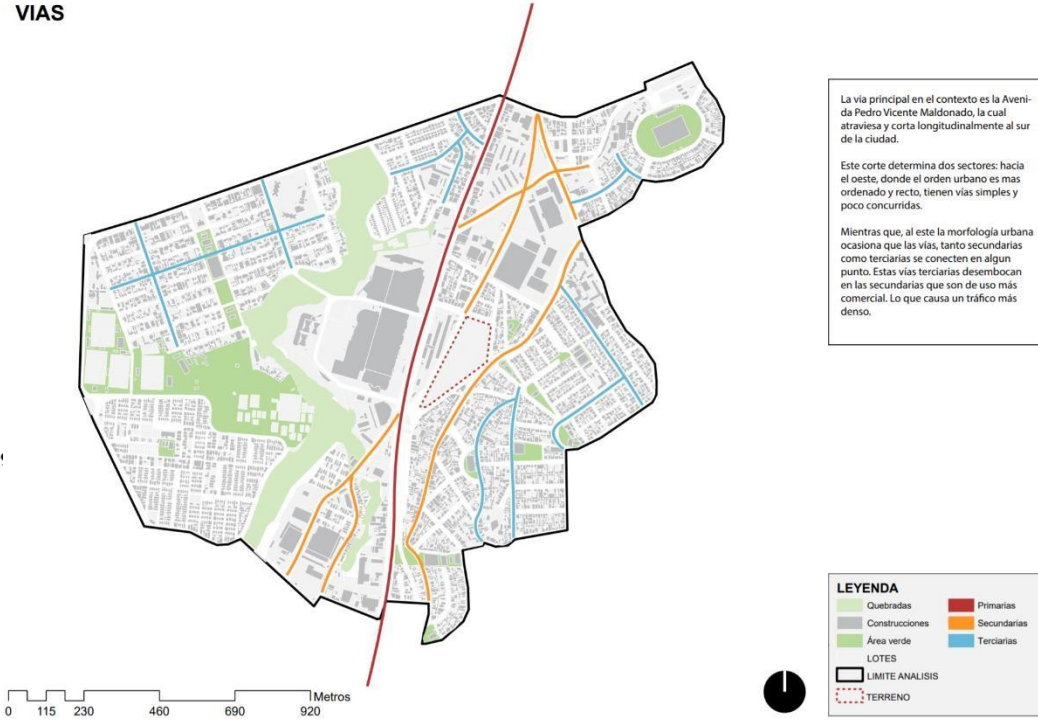 VIAS
La via principal en el contexto es la Aveni-
da Pedro Vicente Maldonado, la cual
atraviesa y corta longitudinalmente al sur
de la ciudad.
Este corte determina dos sectores: hacia
el oeste, donde el orden urbano es mas
ordenado y recto, tienen vías simples y
poco concurridas.
Mientras que, al este la morfología urbana
ocasiona que las vías, tanto secundarias
como terciarias se conecten en algun
punto. Estas vías terciarias desembocan
en las secundarias que son de uso más
comercial. Lo que causa un tráfico más
denso.
LEYENDA
Quebradas
Primarias
Construcciones
Secundarias
Área verde
Terciarias
LOTES
LIMITE ANALISIS
TERRENO
Metros
0 115 230 460 690 920